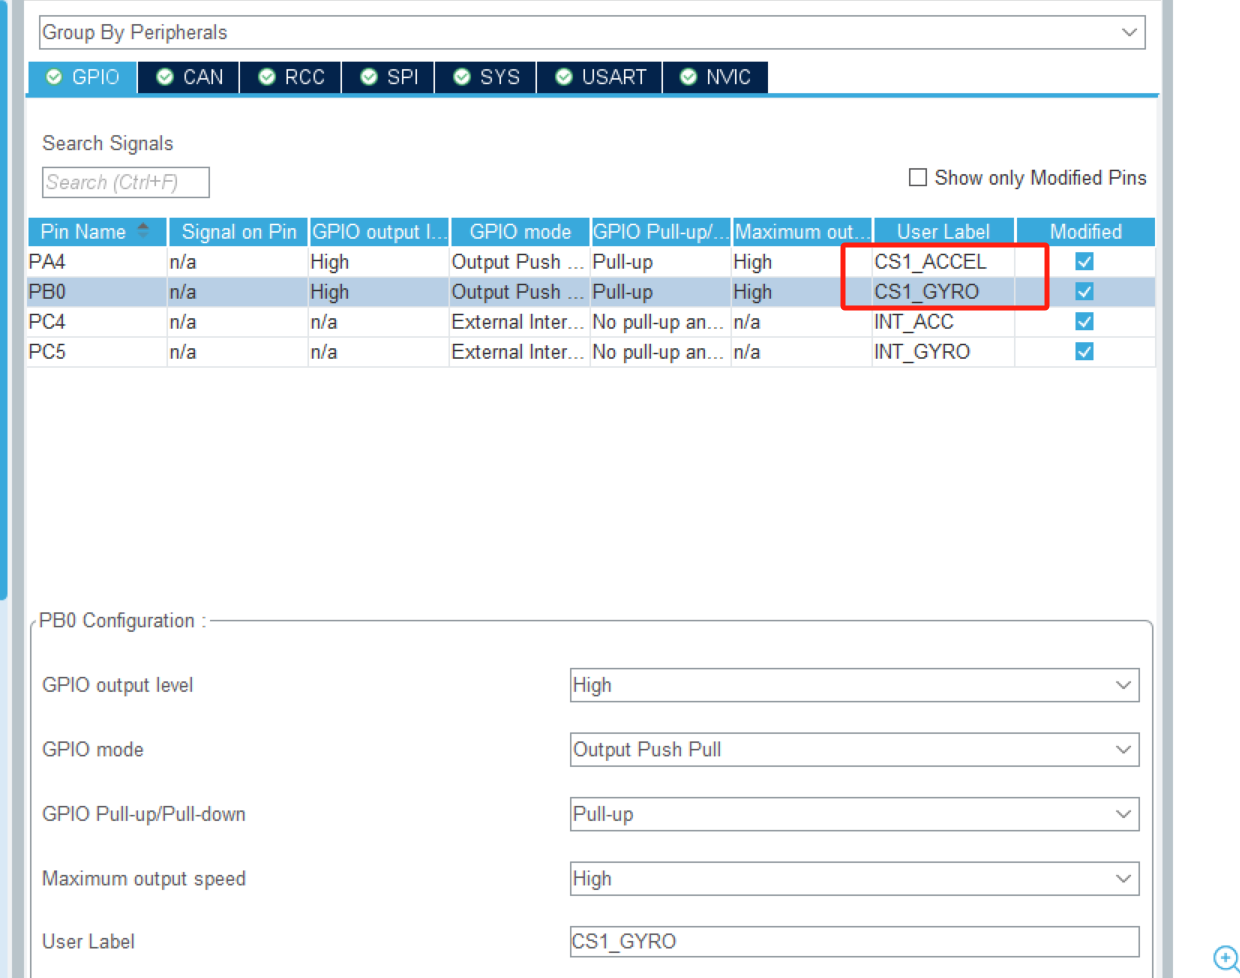 Group By Peripherals
GPIO CAN RCC SPI SYS USART NVIC
Search Signals
Search (Ctrl+F)
Show only Modified Pins
Pin Name Signal on Pin GPIO output l... GPIO mode GPIO Pull-up/... Maximum out... User Label Modified
PA4 n/a High Output Push ... Pull-up High CS1_ACCEL
PB0 n/a High Output Push ... Pull-up High CS1_GYRO
PC4 n/a n/a External Inter... No pull-up an... n/a INT_ACC
PC5 n/a n/a External Inter... No pull-up an... n/a INT_GYRO
PB0 Configuration :
GPIO output level High
GPIO mode Output Push Pull
GPIO Pull-up/Pull-down Pull-up
Maximum output speed High
User Label CS1_GYRO